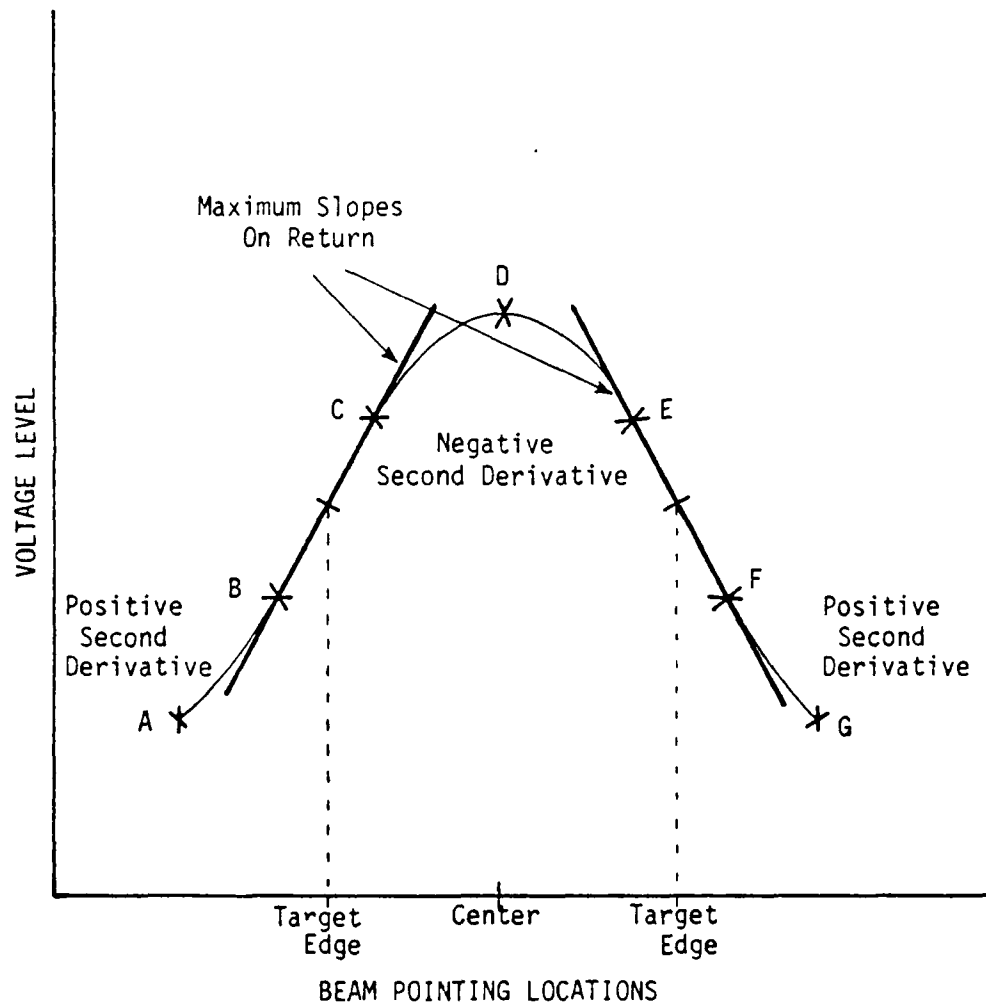 Maximum Slopes
On Return
D
C
E
Negative
Second Derivative
VOLTAGE LEVEL
B
F
Positive
Second
Derivative
Positive
Second
Derivative
A
G
Target
Edge
Center
Target
Edge
BEAM POINTING LOCATIONS